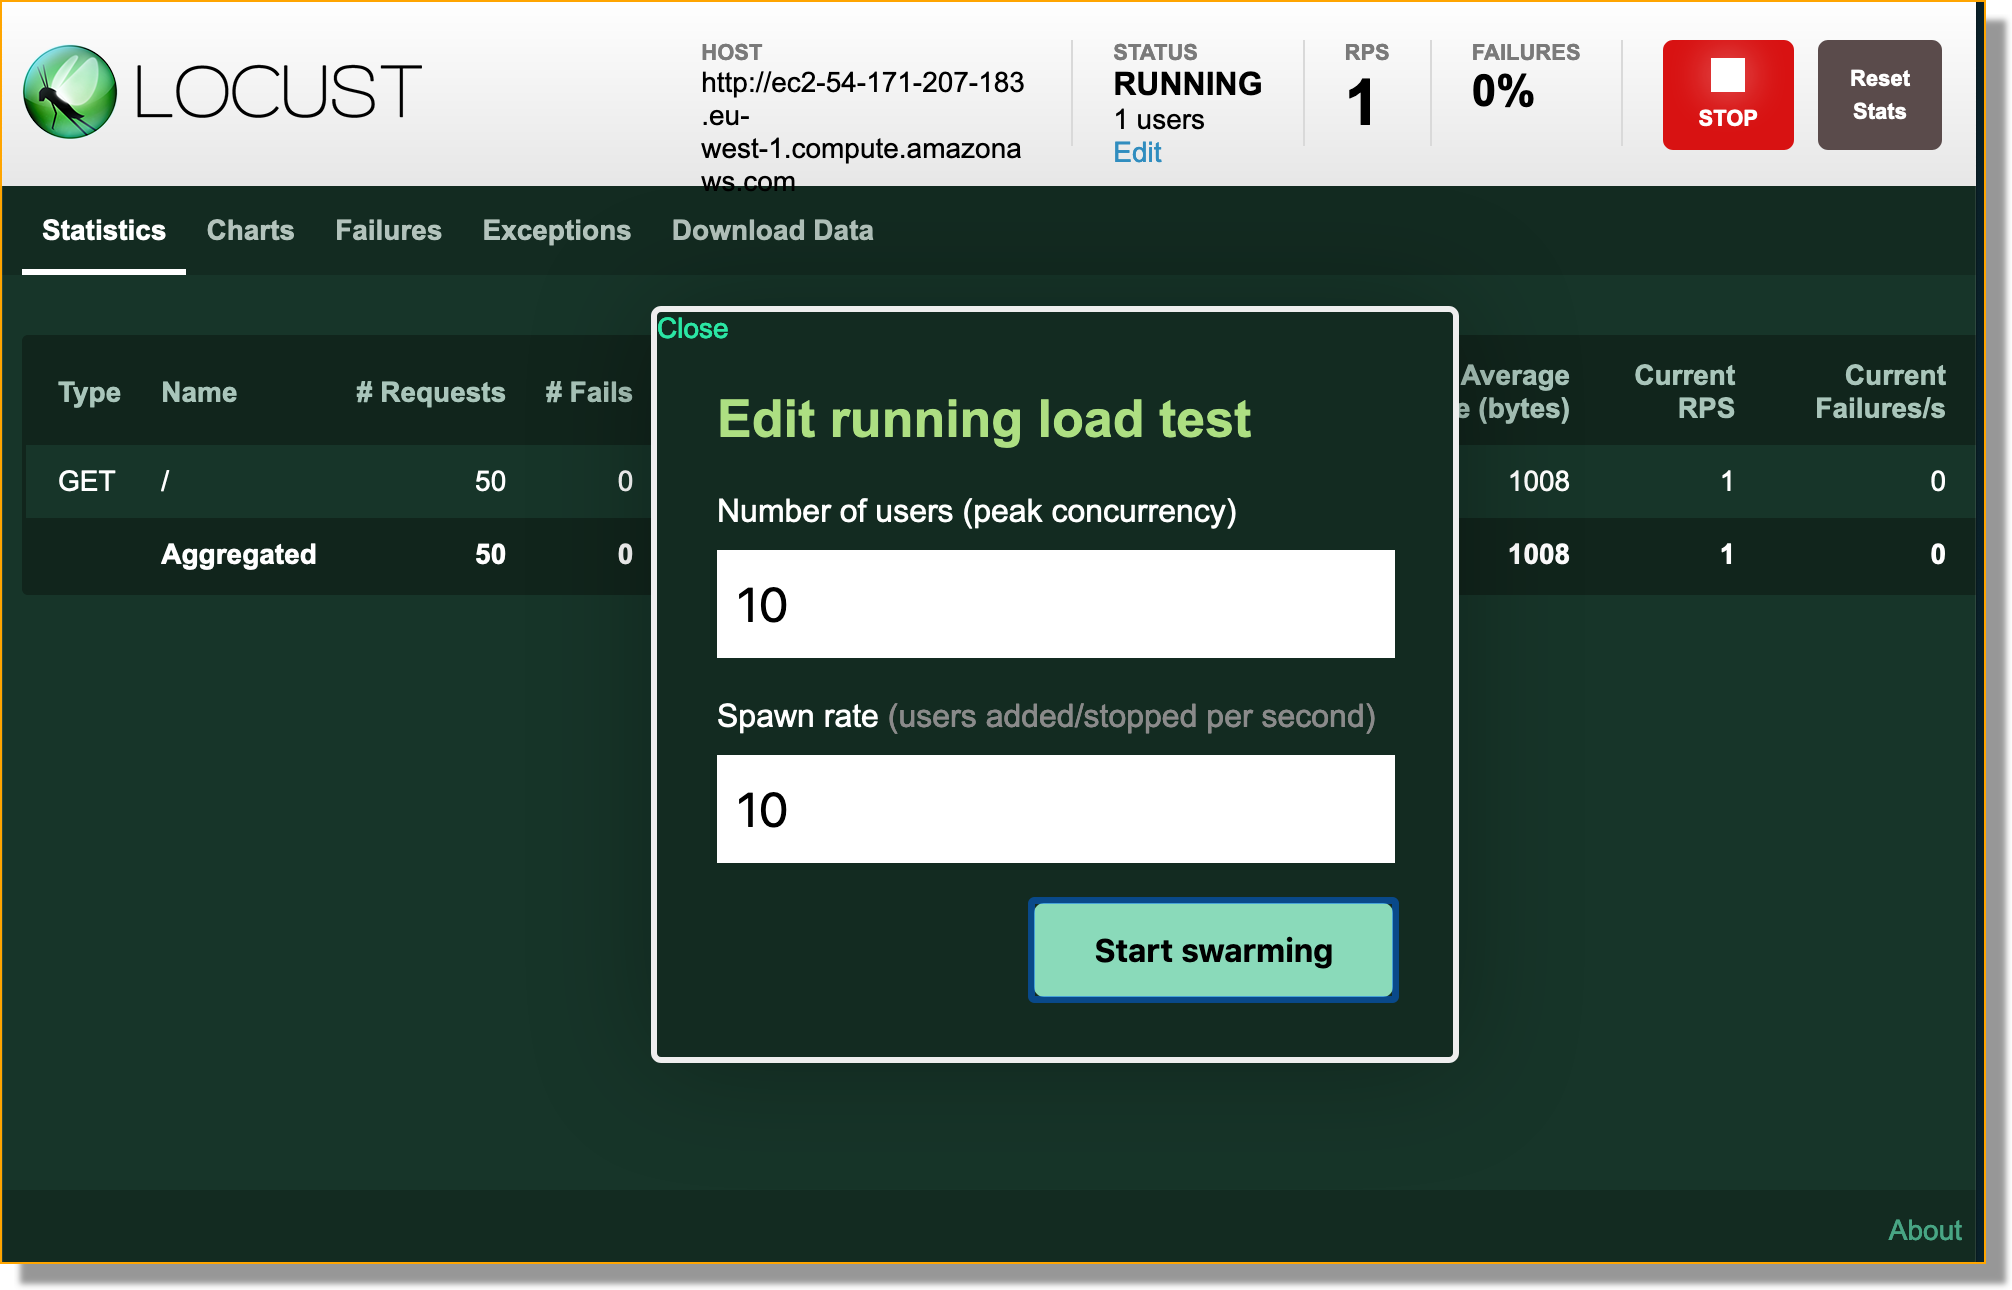 LOCUST
HOST
http://ec2-54-171-207-183
.eu-
west-1.compute.amazona
ws.com
STATUS
RUNNING
1 users
Edit
RPS
1
FAILURES
0%
STOP
Reset
Stats
Statistics Charts Failures Exceptions Download Data
Close
Edit running load test
Number of users (peak concurrency)
10
Spawn rate (users added/stopped per second)
10
Start swarming
Type Name # Requests # Fails Average
e (bytes) Current
RPS Current
Failures/s
GET / 50 0 1008 1 0
Aggregated 50 0 1008 1 0
About